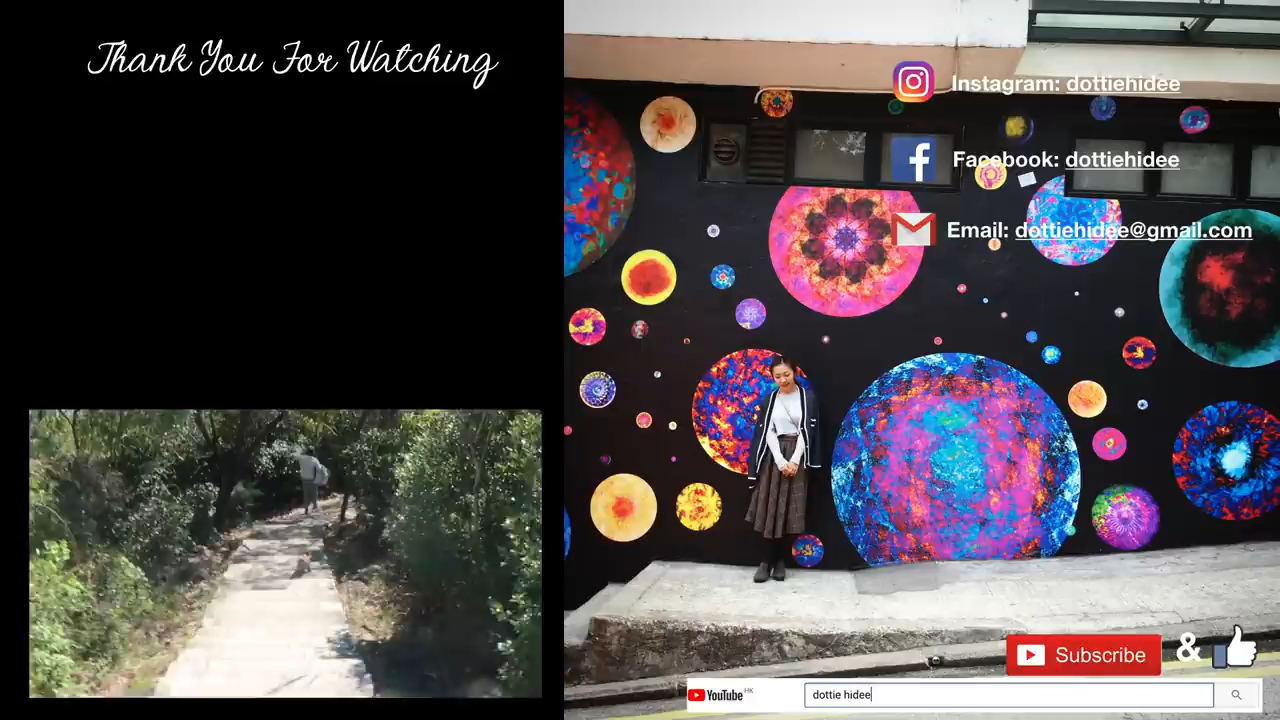 Thank You For Watching
Instagram: dottiehidee
Facebook: dottiehidee
Email: dottiehidee@gmail.com
Subscribe &
YouTube HK
dottie hidee